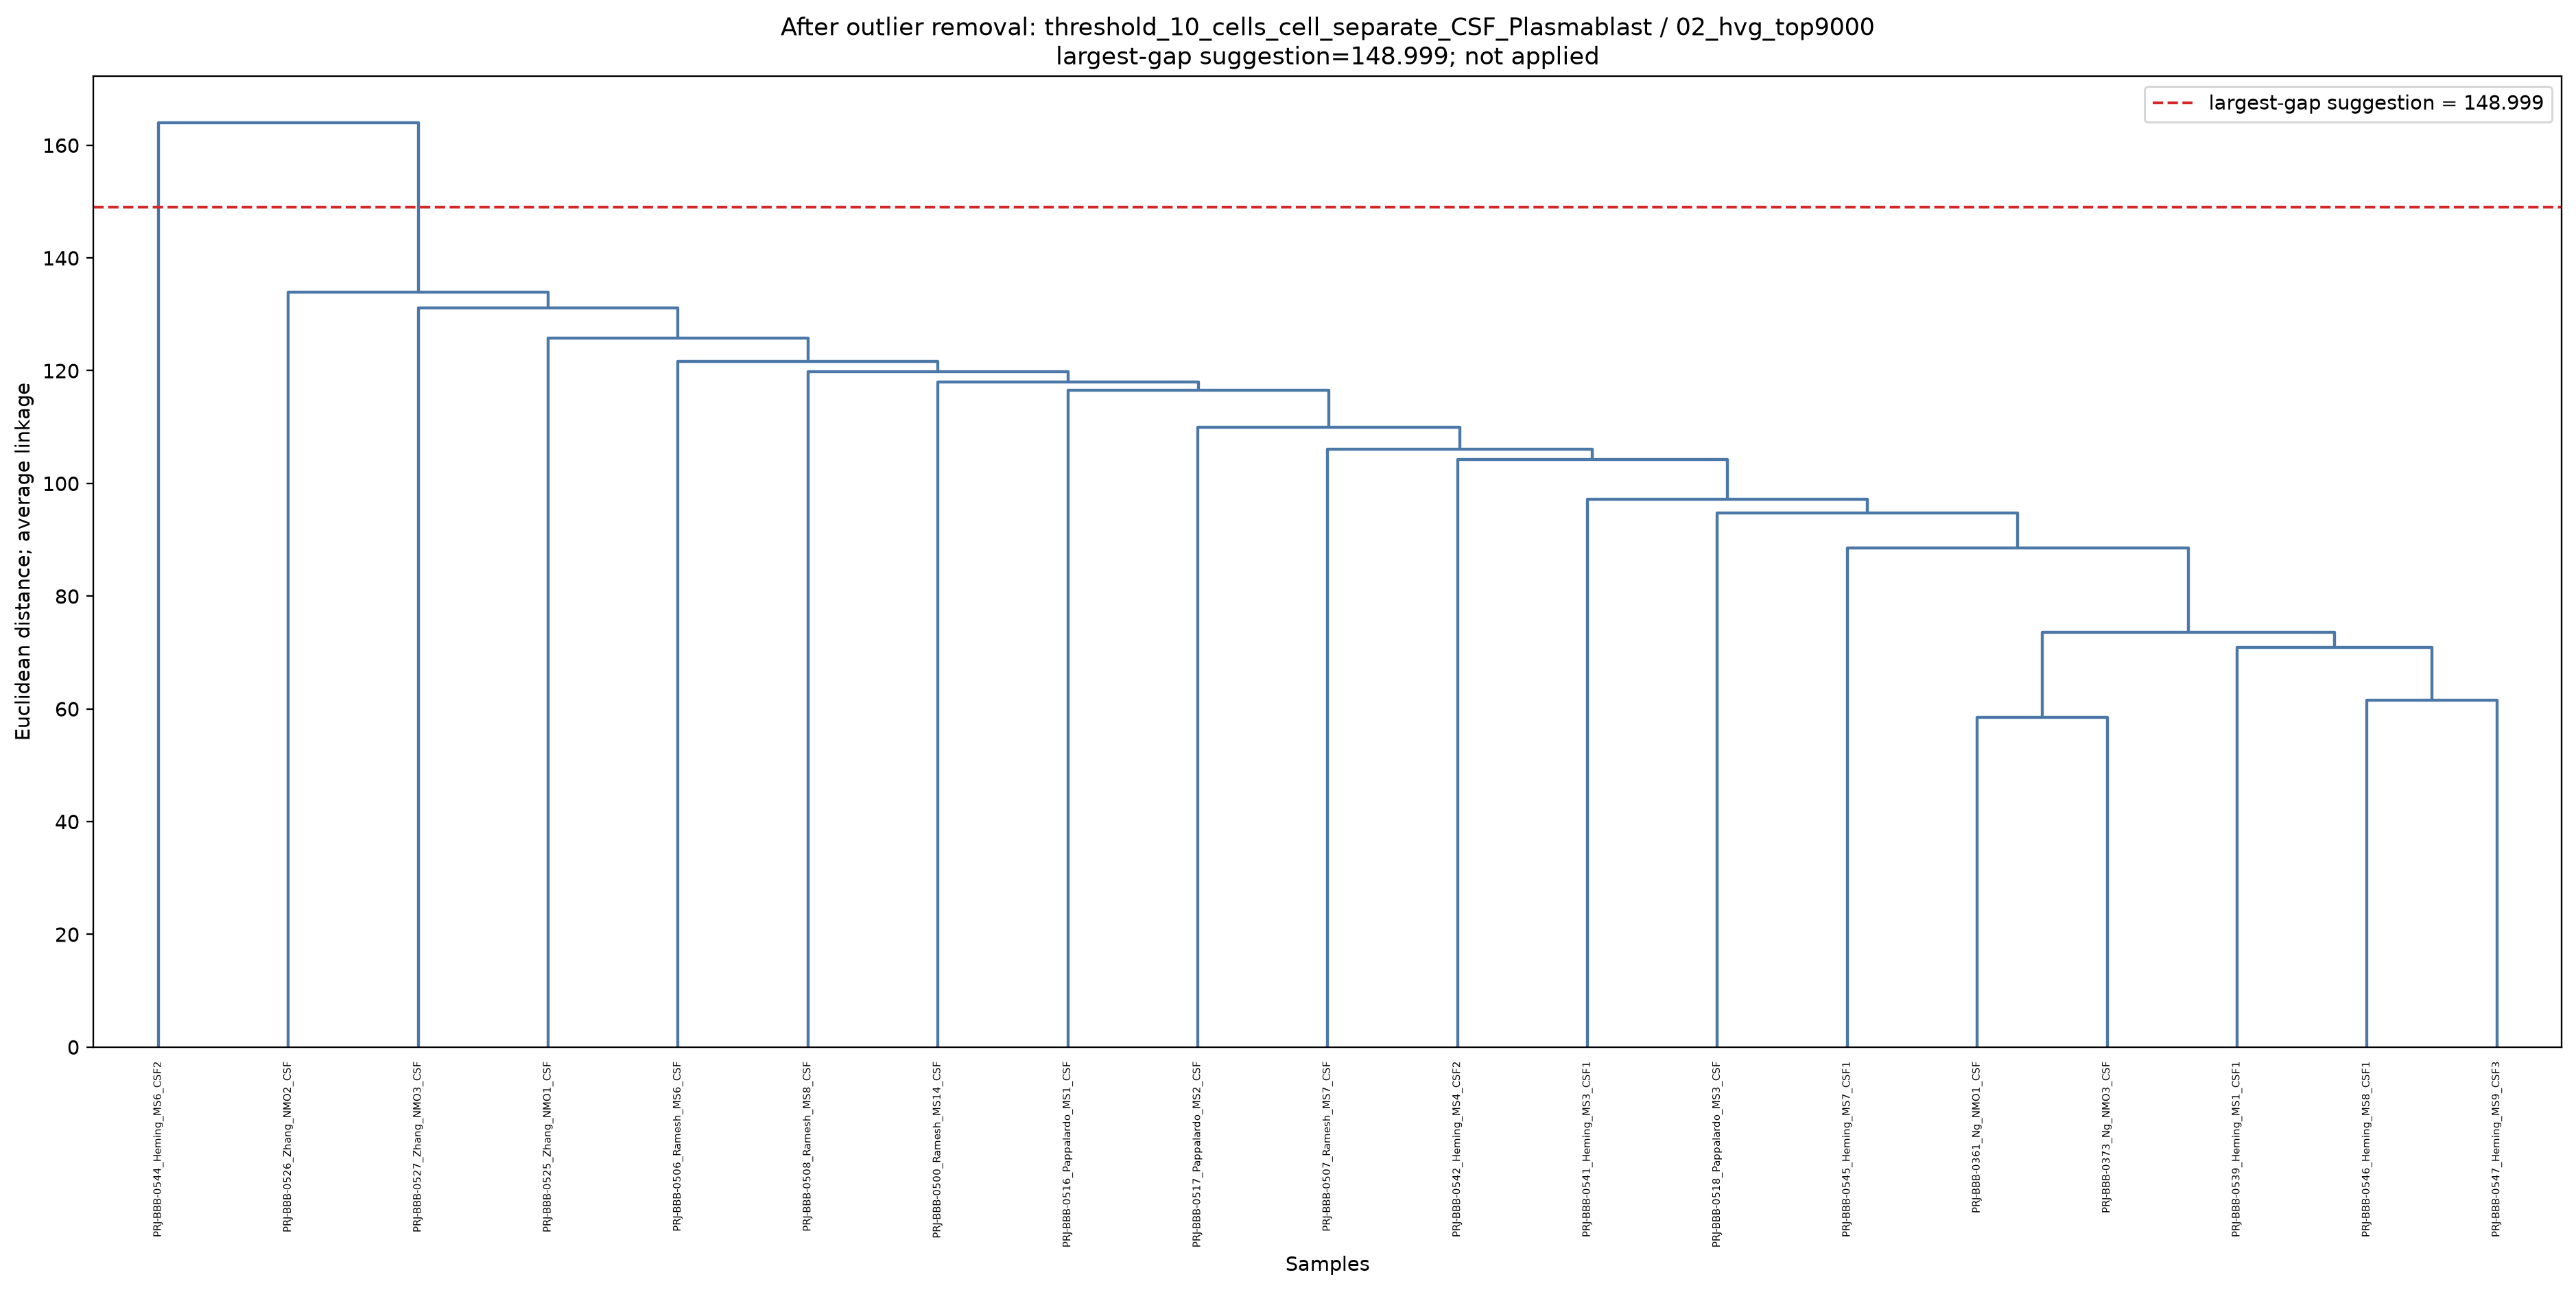 After outlier removal: threshold_10_cells_cell_separate_CSF_Plasmablast / 02_hvg_top9000
largest-gap suggestion=148.999; not applied
largest-gap suggestion = 148.999
Euclidean distance; average linkage
160
140
120
100
80
60
40
20
0
PRJ-BBB-0544_Heming_MS6_CSF2
PRJ-BBB-0526_Zhang_NMO2_CSF
PRJ-BBB-0527_Zhang_NMO3_CSF
PRJ-BBB-0525_Zhang_NMO1_CSF
PRJ-BBB-0506_Ramesh_MS6_CSF
PRJ-BBB-0508_Ramesh_MS8_CSF
PRJ-BBB-0500_Ramesh_MS14_CSF
PRJ-BBB-0516_Pappalardo_MS1_CSF
PRJ-BBB-0517_Pappalardo_MS2_CSF
PRJ-BBB-0507_Ramesh_MS7_CSF
PRJ-BBB-0542_Heming_MS4_CSF2
PRJ-BBB-0541_Heming_MS3_CSF1
PRJ-BBB-0518_Pappalardo_MS3_CSF
PRJ-BBB-0545_Heming_MS7_CSF1
PRJ-BBB-0361_Ng_NMO1_CSF
PRJ-BBB-0373_Ng_NMO3_CSF
PRJ-BBB-0539_Heming_MS1_CSF1
PRJ-BBB-0546_Heming_MS8_CSF1
PRJ-BBB-0547_Heming_MS9_CSF3
Samples